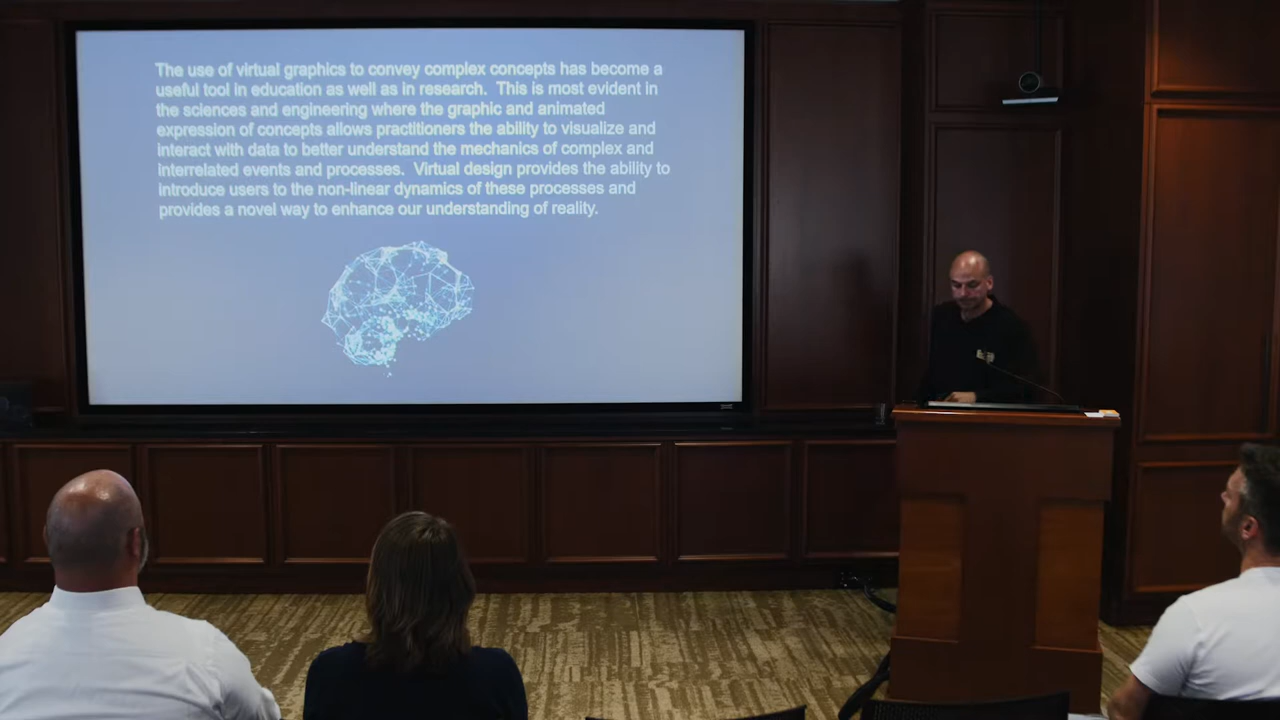 The use of virtual graphics to convey complex concepts has become a
useful tool in education as well as in research.  This is most evident in
the sciences and engineering where the graphic and animated
expression of concepts allows practitioners the ability to visualize and
interact with data to better understand the mechanics of complex and
interrelated events and processes.  Virtual design provides the ability to
introduce users to the non-linear dynamics of these processes and
provides a novel way to enhance our understanding of reality.